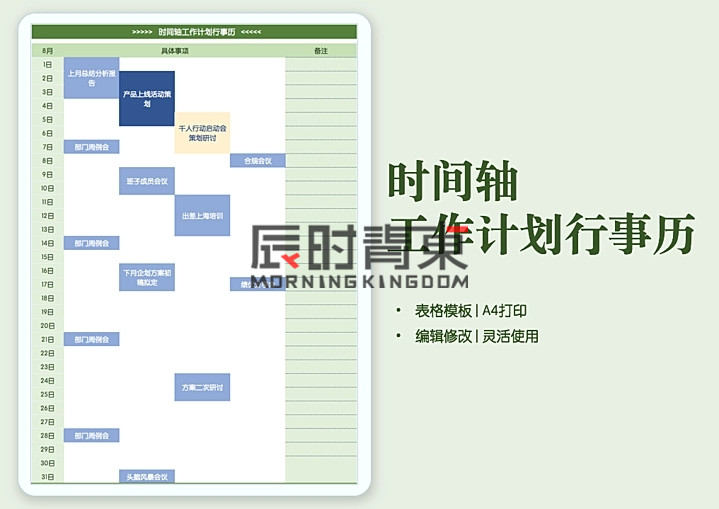 >>>>> 时间轴工作计划行事历 <<<<<
8月 具体事项 备注
1日
上月总结分析报告
2日
产品上线活动策划
3日
4日
5日
千人行动启动会策划研讨
6日
7日 部门周例会
8日 合规会议
9日
班子成员会议
10日
11日
12日
出差上海培训
13日
14日 部门周例会
15日
16日
下月企划方案初稿拟定
17日
18日
19日
20日
21日 部门周例会
22日
23日
24日
方案二次研讨
25日
26日
27日
28日 部门周例会
29日
30日
31日 头脑风暴会议
时间轴
工作计划行事历
MORNINGKINGDOM
• 表格模板 | A4打印
• 编辑修改 | 灵活使用